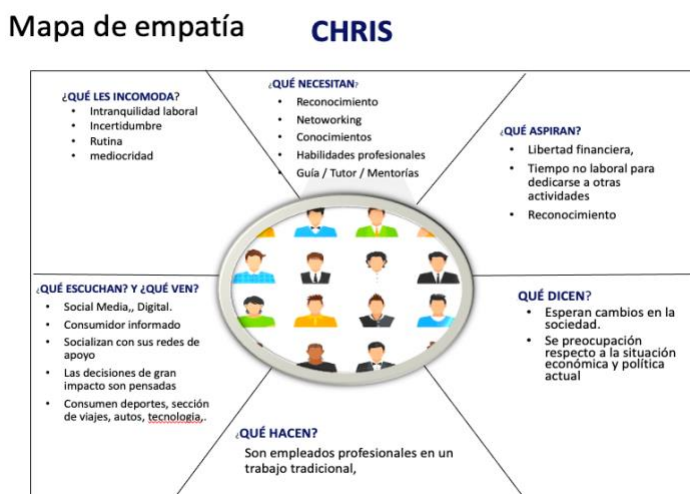 Mapa de empatía
CHRIS
¿QUÉ LES INCOMODA?
• Intranquilidad laboral
• Incertidumbre
• Rutina
• mediocridad
¿QUÉ NECESITAN?
• Reconocimiento
• Netoworking
• Conocimientos
• Habilidades profesionales
• Guía / Tutor / Mentorías
¿QUÉ ASPIRAN?
• Libertad financiera,
• Tiempo no laboral para
dedicarse a otras
actividades
• Reconocimiento
¿QUÉ ESCUCHAN? Y ¿QUÉ VEN?
• Social Media,, Digital.
• Consumidor informado
• Socializan con sus redes de
apoyo
• Las decisiones de gran
impacto son pensadas
• Consumen deportes, sección
de viajes, autos, tecnologia,.
QUÉ DICEN?
• Esperan cambios en la
sociedad.
• Se preocupación
respecto a la situación
económica y política
actual
¿QUÉ HACEN?
Son empleados profesionales en un
trabajo tradicional,